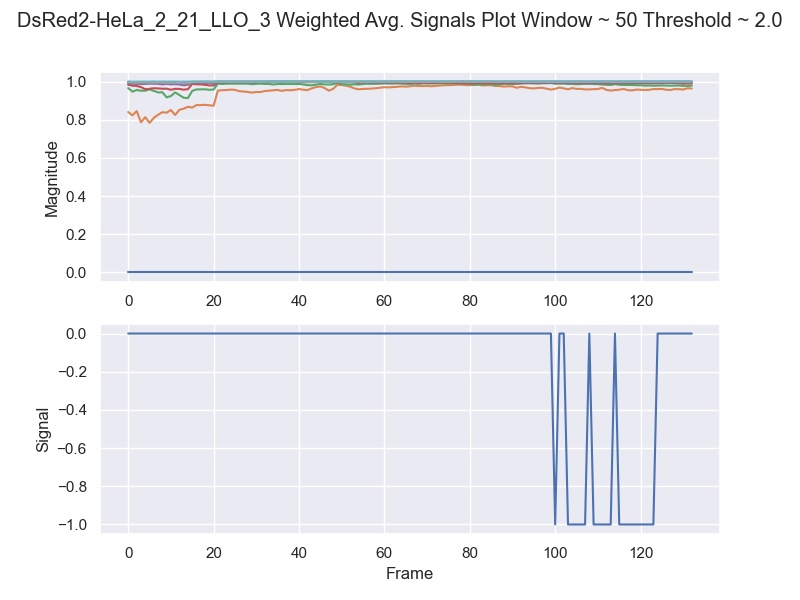 DsRed2-HeLa_2_21_LLO_3 Weighted Avg. Signals Plot Window ~ 50 Threshold ~ 2.0
1.0
0.8
0.6
0.4
0.2
0.0
Magnitude
0 20 40 60 80 100 120
0.0
−0.2
−0.4
−0.6
−0.8
−1.0
Signal
0 20 40 60 80 100 120
Frame